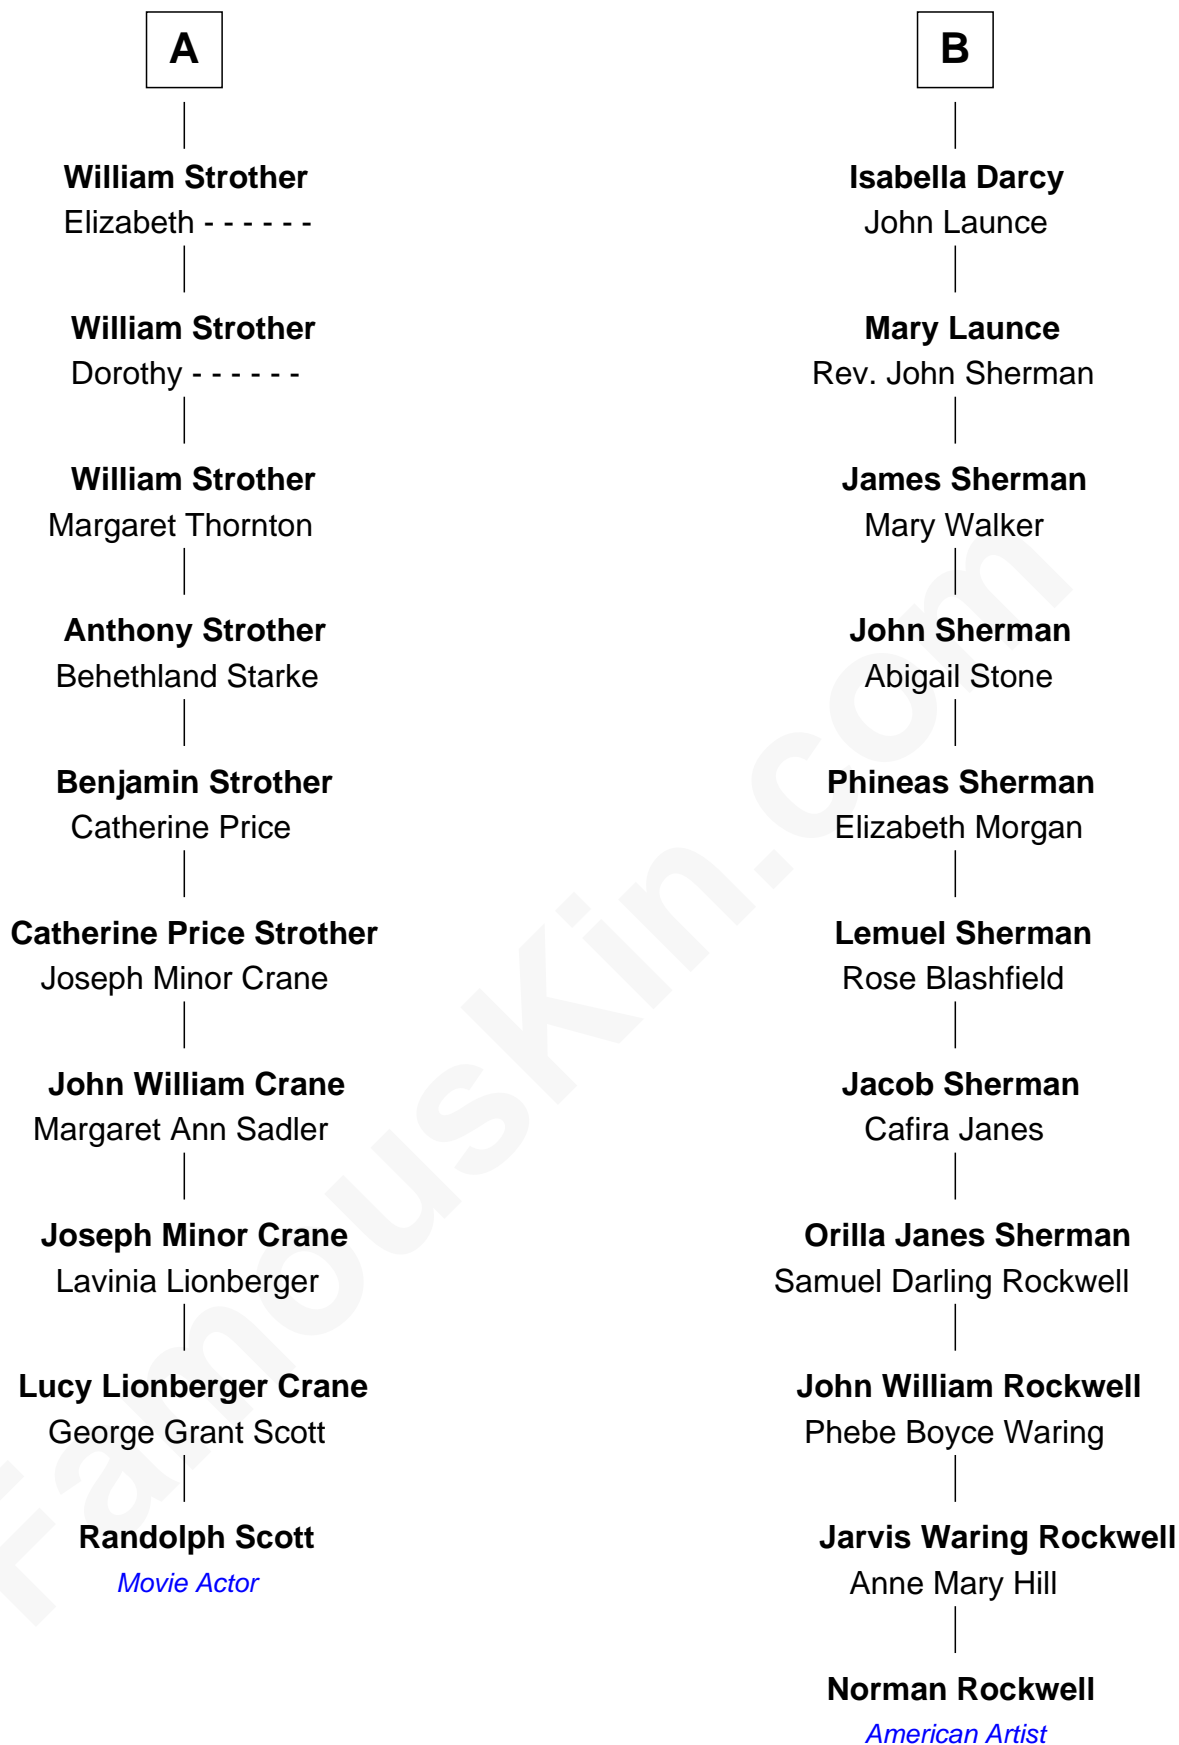 A
William Strother
Elizabeth - - - - - -
William Strother
Dorothy - - - - - -
William Strother
Margaret Thornton
Anthony Strother
Behethland Starke
Benjamin Strother
Catherine Price
Catherine Price Strother
Joseph Minor Crane
John William Crane
Margaret Ann Sadler
Joseph Minor Crane
Lavinia Lionberger
Lucy Lionberger Crane
George Grant Scott
Randolph Scott
Movie Actor
B
Isabella Darcy
John Launce
Mary Launce
Rev. John Sherman
James Sherman
Mary Walker
John Sherman
Abigail Stone
Phineas Sherman
Elizabeth Morgan
Lemuel Sherman
Rose Blashfield
Jacob Sherman
Cafira Janes
Orilla Janes Sherman
Samuel Darling Rockwell
John William Rockwell
Phebe Boyce Waring
Jarvis Waring Rockwell
Anne Mary Hill
Norman Rockwell
American Artist
FamousKin.com